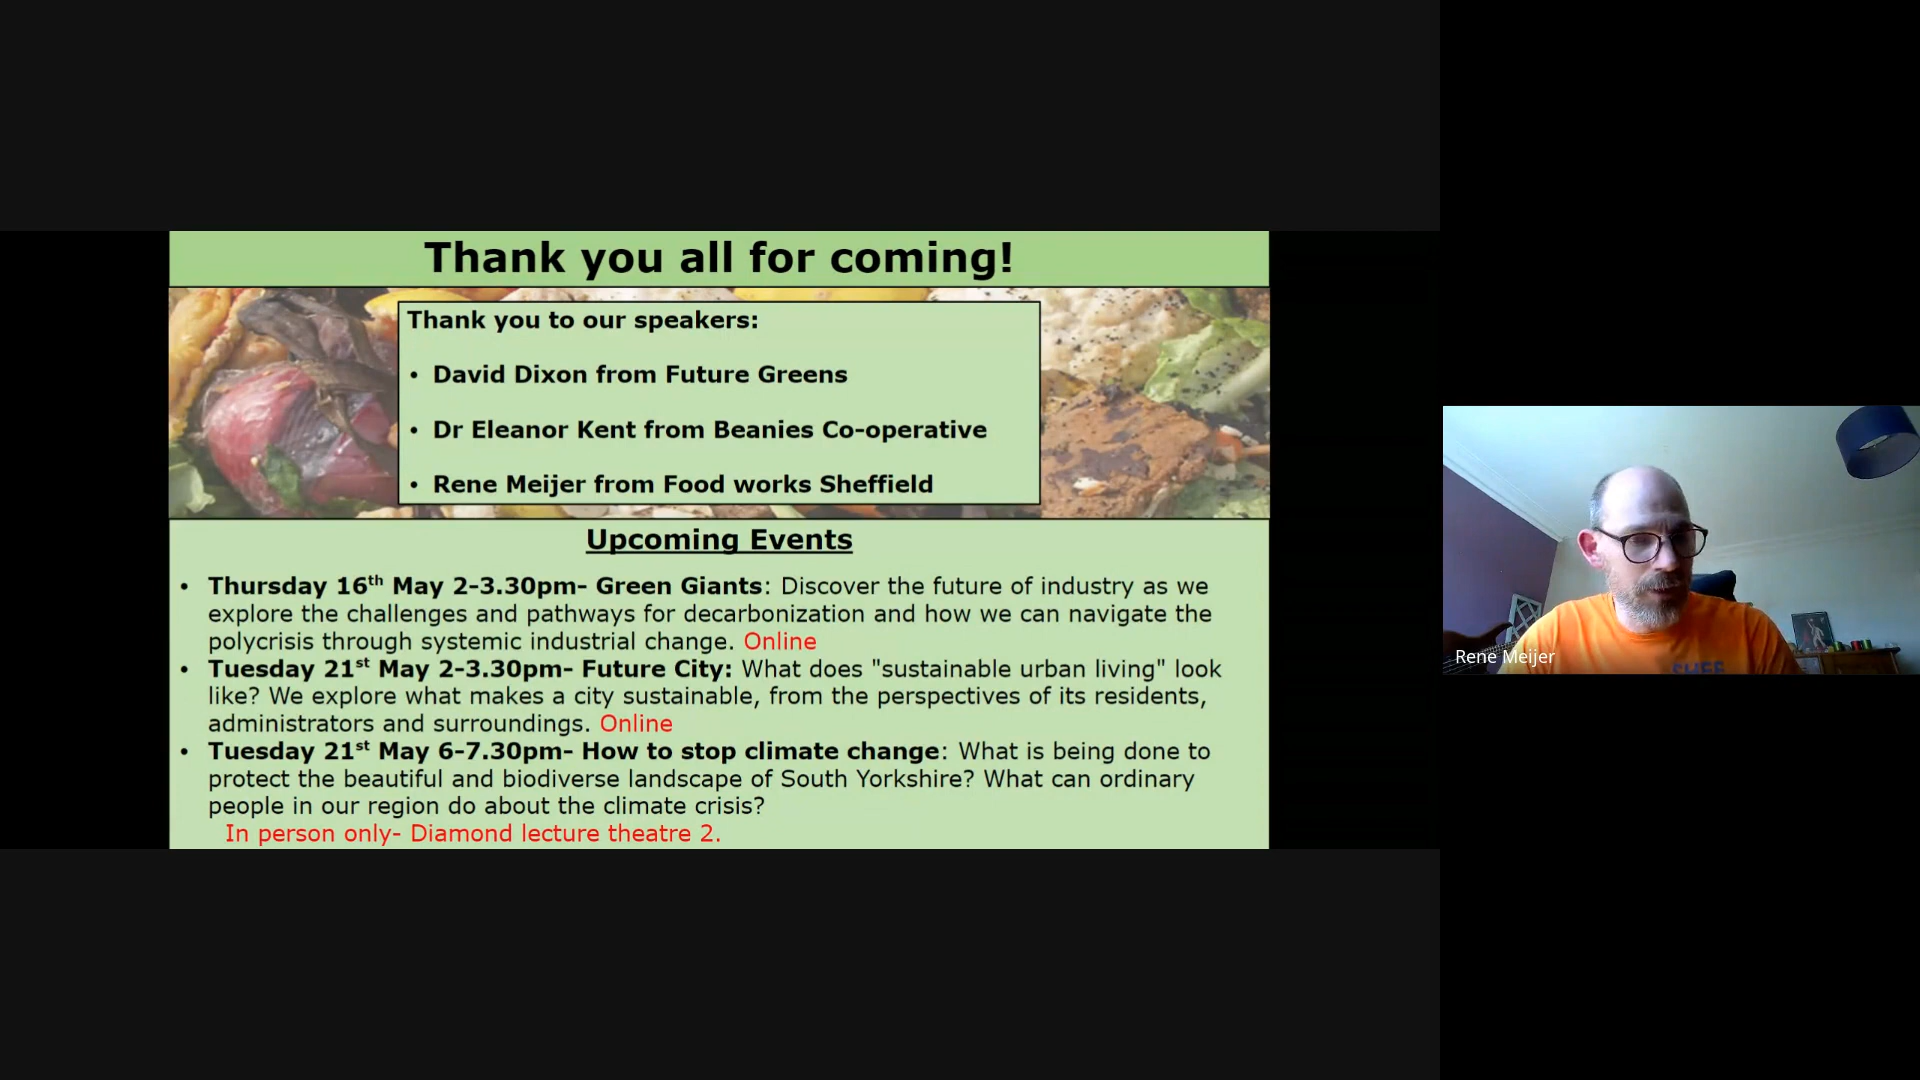 Thank you all for coming!
Thank you to our speakers:
• David Dixon from Future Greens
• Dr Eleanor Kent from Beanies Co-operative
• Rene Meijer from Food works Sheffield
Upcoming Events
• Thursday 16th May 2-3.30pm- Green Giants: Discover the future of industry as we
explore the challenges and pathways for decarbonization and how we can navigate the
polycrisis through systemic industrial change. Online
• Tuesday 21st May 2-3.30pm- Future City: What does "sustainable urban living" look
like? We explore what makes a city sustainable, from the perspectives of its residents,
administrators and surroundings. Online
• Tuesday 21st May 6-7.30pm- How to stop climate change: What is being done to
protect the beautiful and biodiverse landscape of South Yorkshire? What can ordinary
people in our region do about the climate crisis?
In person only- Diamond lecture theatre 2.
Rene Meijer